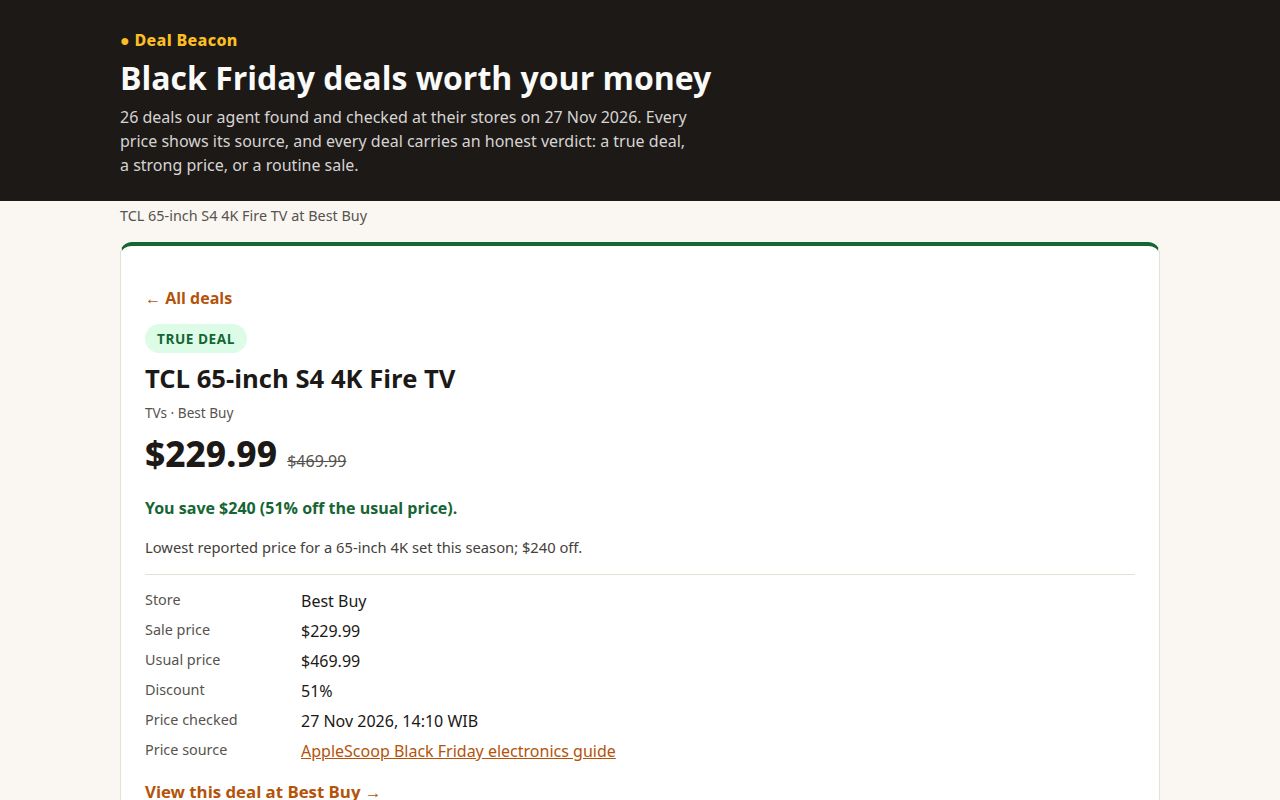 ● Deal Beacon
Black Friday deals worth your money
26 deals our agent found and checked at their stores on 27 Nov 2026. Every
price shows its source, and every deal carries an honest verdict: a true deal,
a strong price, or a routine sale.
TCL 65-inch S4 4K Fire TV at Best Buy
← All deals
TRUE DEAL
TCL 65-inch S4 4K Fire TV
TVs · Best Buy
$229.99 $469.99
You save $240 (51% off the usual price).
Lowest reported price for a 65-inch 4K set this season; $240 off.
Store Best Buy
Sale price $229.99
Usual price $469.99
Discount 51%
Price checked 27 Nov 2026, 14:10 WIB
Price source AppleScoop Black Friday electronics guide
View this deal at Best Buy →